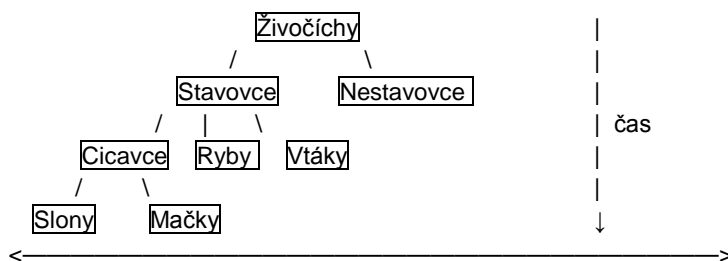 Živočíchy
Stavovce Nestavovce
čas
Cicavce Ryby Vtáky
Slony Mačky